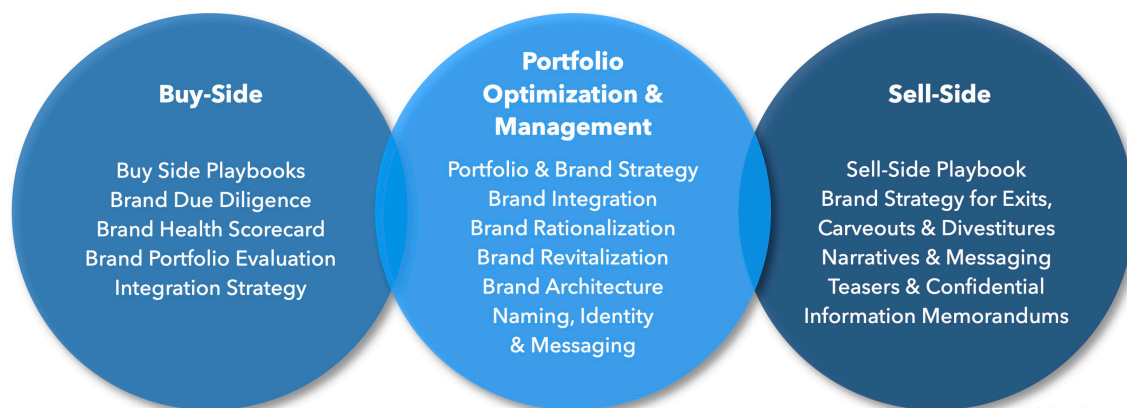 Buy-Side
Buy Side Playbooks
Brand Due Diligence
Brand Health Scorecard
Brand Portfolio Evaluation
Integration Strategy
Portfolio
Optimization &
Management
Portfolio & Brand Strategy
Brand Integration
Brand Rationalization
Brand Revitalization
Brand Architecture
Naming, Identity
& Messaging
Sell-Side
Sell-Side Playbook
Brand Strategy for Exits,
Carveouts & Divestitures
Narratives & Messaging
Teasers & Confidential
Information Memorandums